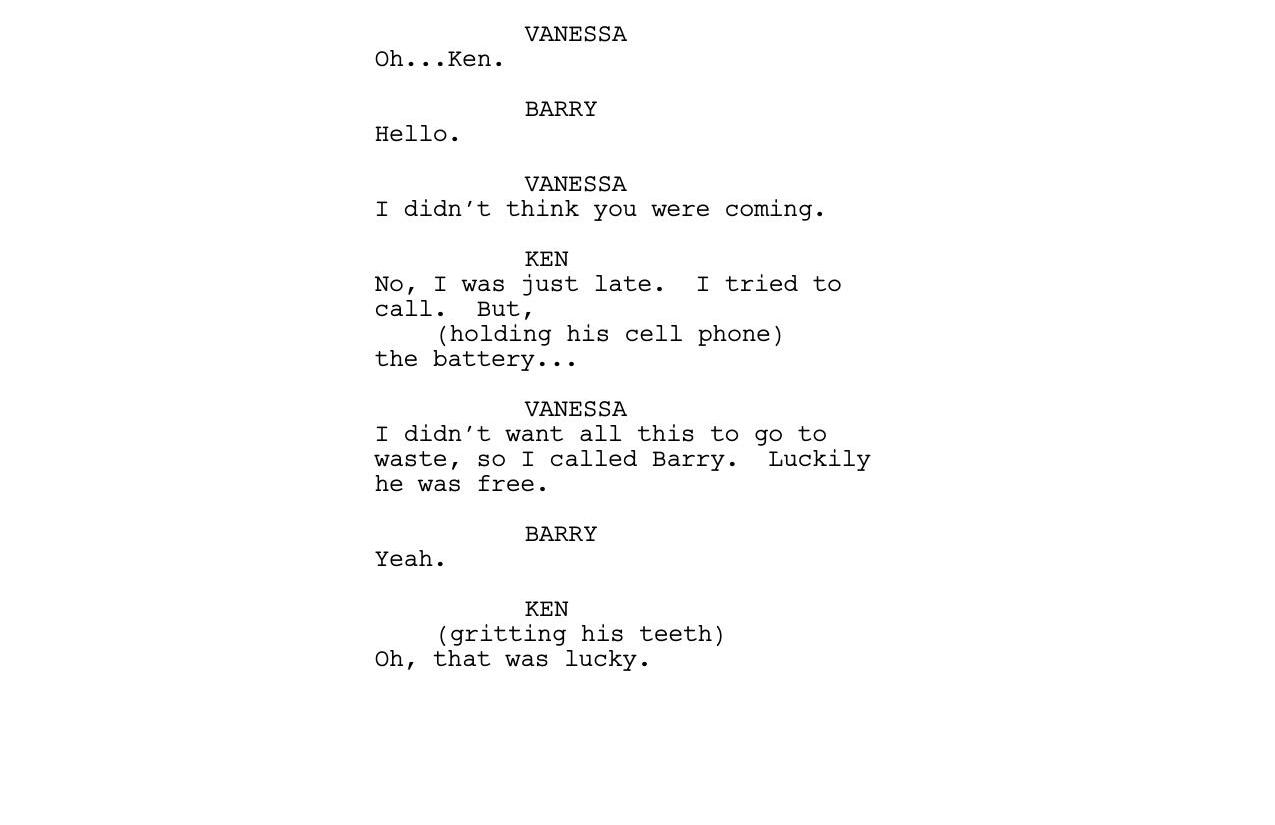 VANESSA
Oh...Ken.
BARRY
Hello.
VANESSA
I didn’t think you were coming.
KEN
No, I was just late.  I tried to
call.  But,
(holding his cell phone)
the battery...
VANESSA
I didn’t want all this to go to
waste, so I called Barry.  Luckily
he was free.
BARRY
Yeah.
KEN
(gritting his teeth)
Oh, that was lucky.